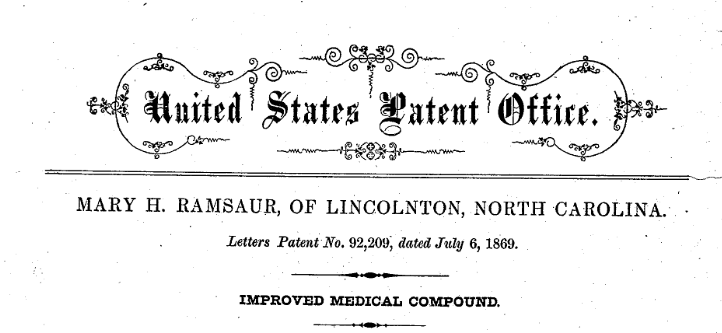 United States Patent Office.
MARY H. RAMSAUR, OF LINCOLNTON, NORTH CAROLINA.
Letters Patent No. 92,209, dated July 6, 1869.
IMPROVED MEDICAL COMPOUND.